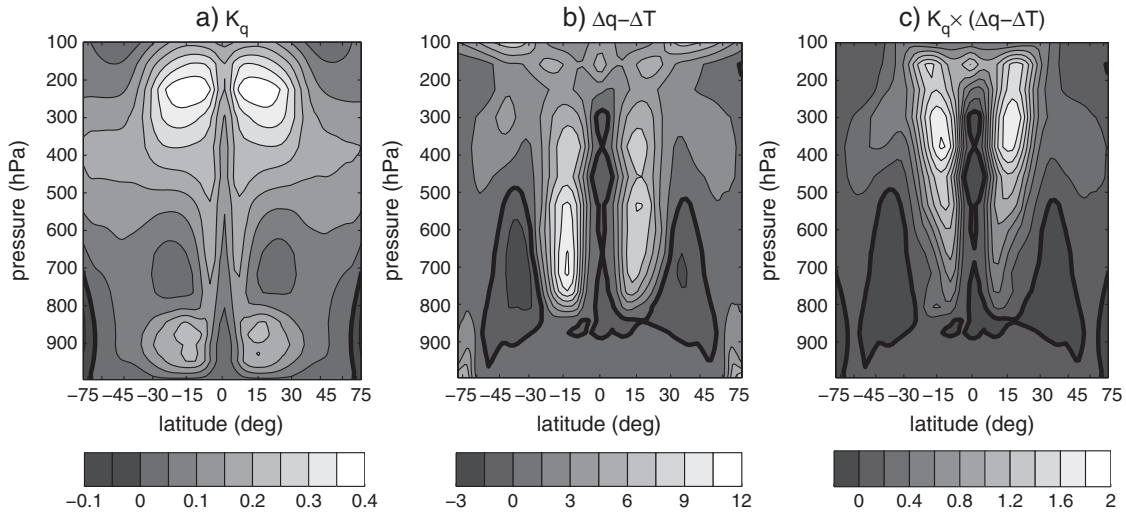 a) Kq
b) Δq−ΔT
c) Kq× (Δq−ΔT)
100
200
300
400
500
600
700
800
900
pressure (hPa)
−75 −45 −30 −15 0 15 30 45 75
latitude (deg)
−0.1 0 0.1 0.2 0.3 0.4
100
200
300
400
500
600
700
800
900
pressure (hPa)
−75 −45 −30 −15 0 15 30 45 75
latitude (deg)
−3 0 3 6 9 12
100
200
300
400
500
600
700
800
900
pressure (hPa)
−75 −45 −30 −15 0 15 30 45 75
latitude (deg)
0 0.4 0.8 1.2 1.6 2